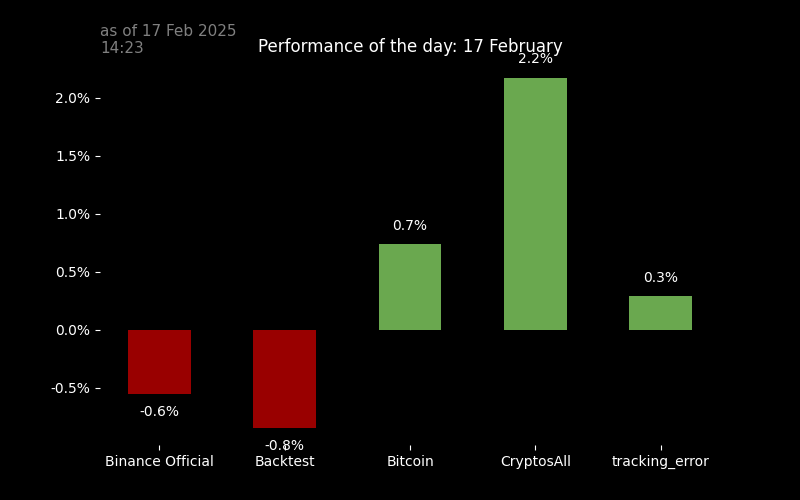 as of 17 Feb 2025
14:23
Performance of the day: 17 February
2.2%
2.0%
1.5%
1.0%
0.7%
0.5%
0.3%
0.0%
-0.5%
-0.6%
-0.8%
Binance Official
Backtest
Bitcoin
CryptosAll
tracking_error